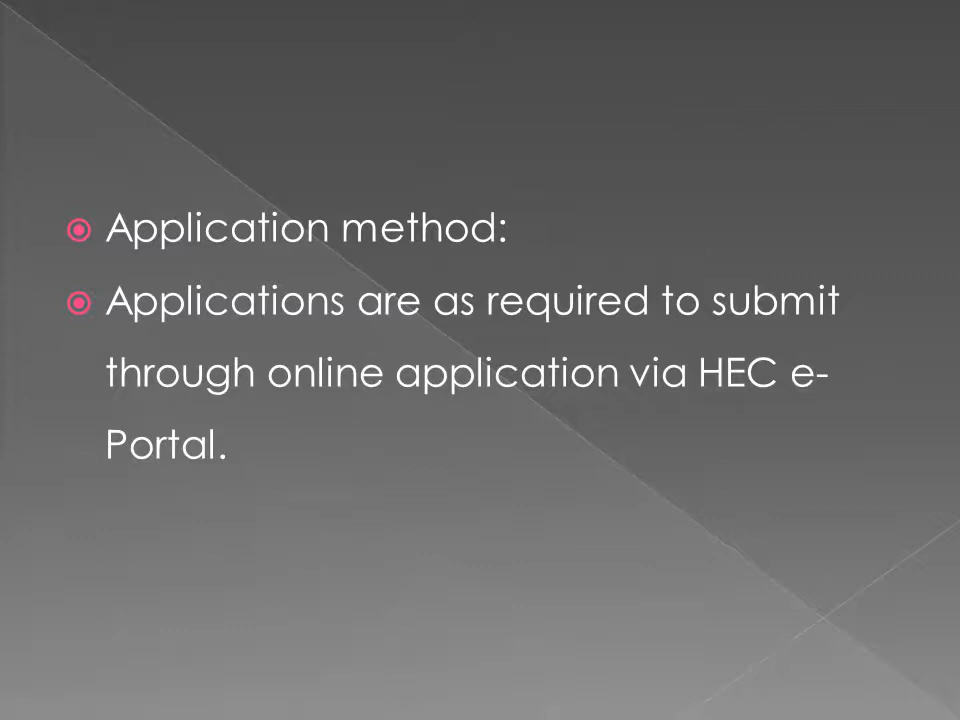 Application method:
Applications are as required to submit
through online application via HEC e-
Portal.